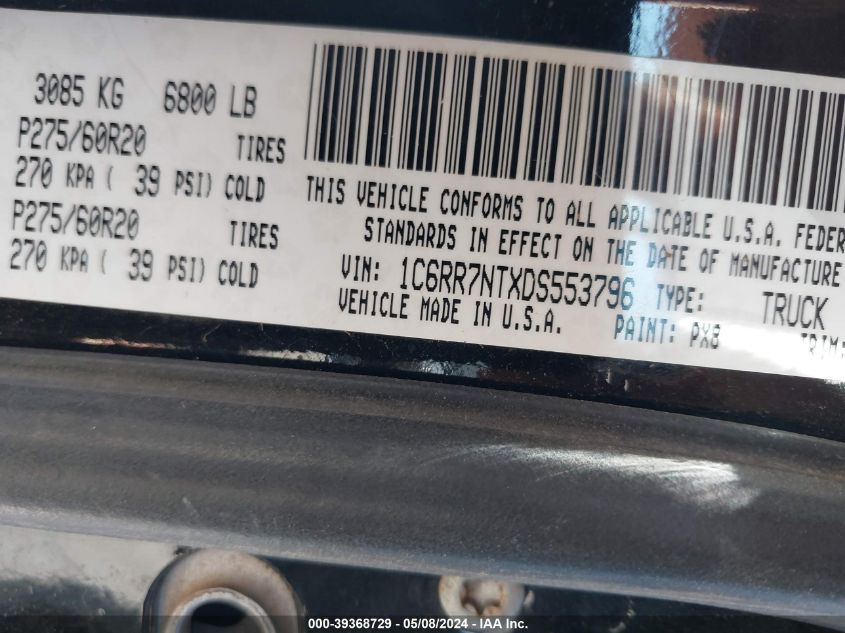 3085 KG 6800 LB
P275/60R20 TIRES
270 KPA ( 39 PSI) COLD
P275/60R20 TIRES
270 KPA ( 39 PSI) COLD
THIS VEHICLE CONFORMS TO ALL APPLICABLE U.S.A. FEDER
STANDARDS IN EFFECT ON THE DATE OF MANUFACTURE
VIN: 1C6RR7NTXDS553796 TYPE: TRUCK
VEHICLE MADE IN U.S.A. PAINT: PX8 TRIM:
000-39368729 - 05/08/2024 - IAA Inc.